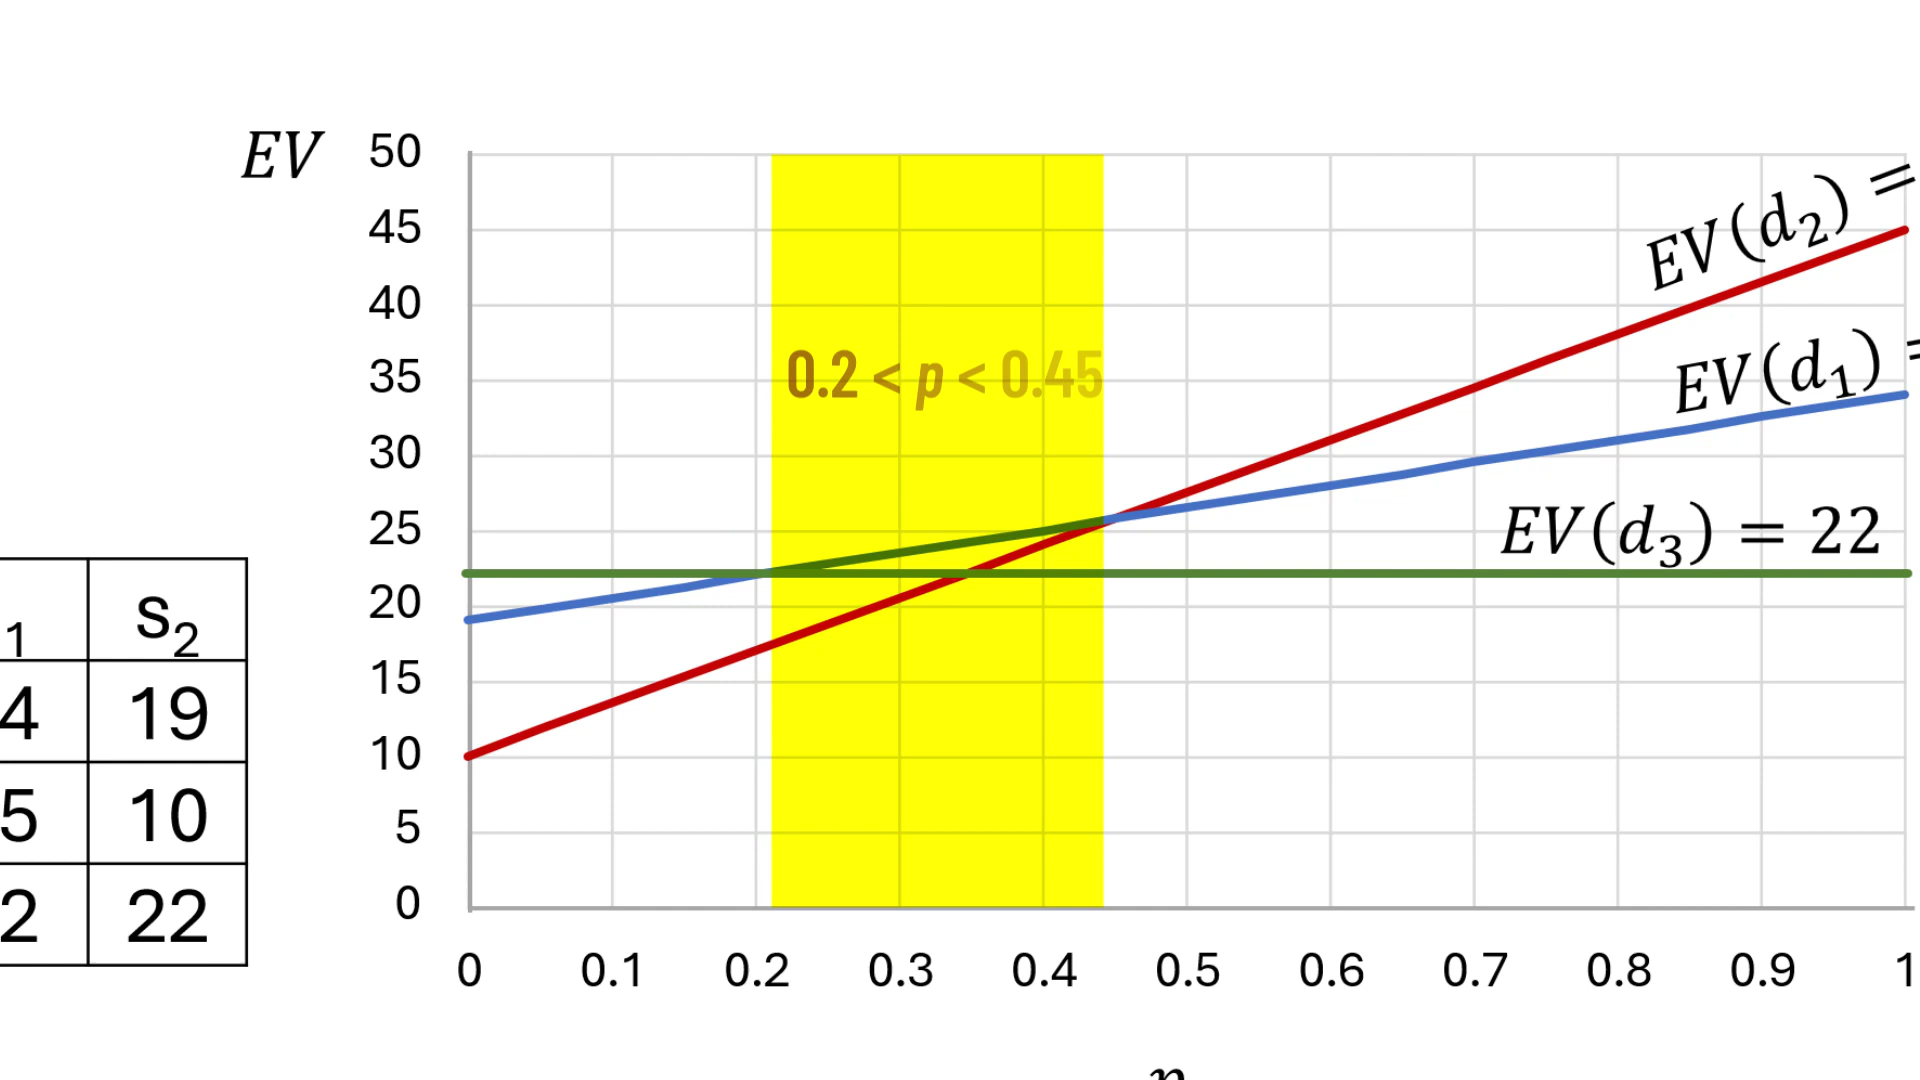 EV
50
45
40
35
30
25
20
15
10
5
0
EV(d₂) =
EV(d₁) =
0.2 < p < 0.45
EV(d₃) = 22
0 0.1 0.2 0.3 0.4 0.5 0.6 0.7 0.8 0.9 1
p
₁ s₂
4 19
5 10
2 22